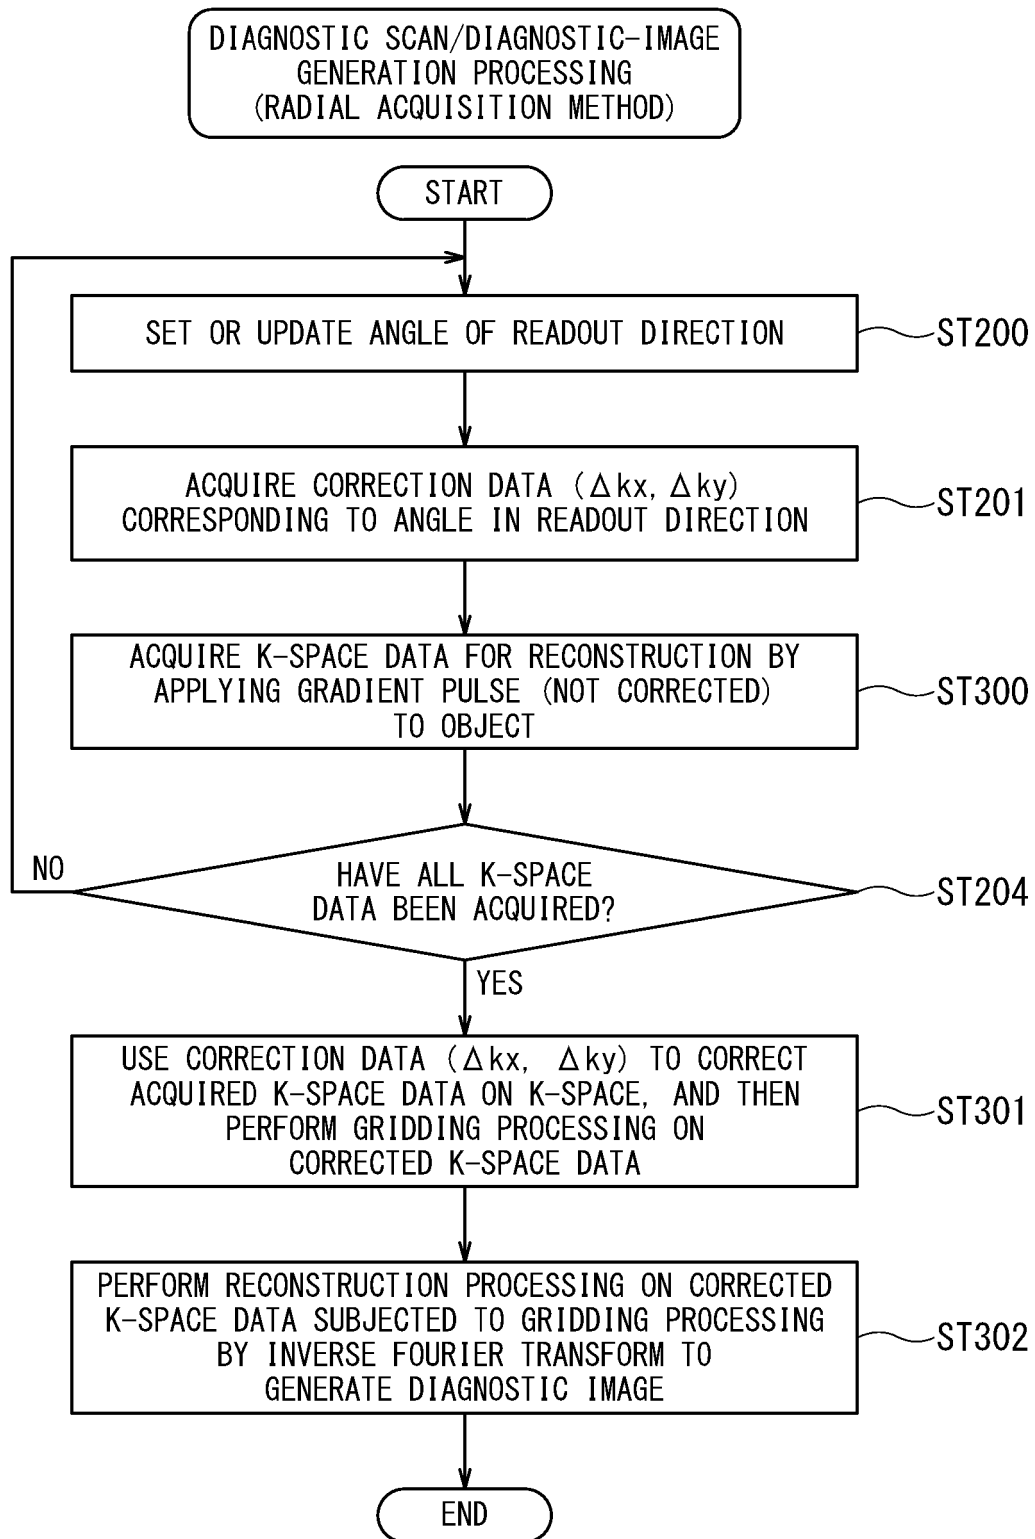 DIAGNOSTIC SCAN/DIAGNOSTIC-IMAGE
GENERATION PROCESSING
(RADIAL ACQUISITION METHOD)
START
SET OR UPDATE ANGLE OF READOUT DIRECTION
ST200
ACQUIRE CORRECTION DATA (Δkx, Δky)
CORRESPONDING TO ANGLE IN READOUT DIRECTION
ST201
ACQUIRE K-SPACE DATA FOR RECONSTRUCTION BY
APPLYING GRADIENT PULSE (NOT CORRECTED)
TO OBJECT
ST300
NO
HAVE ALL K-SPACE
DATA BEEN ACQUIRED?
ST204
YES
USE CORRECTION DATA (Δkx, Δky) TO CORRECT
ACQUIRED K-SPACE DATA ON K-SPACE, AND THEN
PERFORM GRIDDING PROCESSING ON
CORRECTED K-SPACE DATA
ST301
PERFORM RECONSTRUCTION PROCESSING ON CORRECTED
K-SPACE DATA SUBJECTED TO GRIDDING PROCESSING
BY INVERSE FOURIER TRANSFORM TO
GENERATE DIAGNOSTIC IMAGE
ST302
END